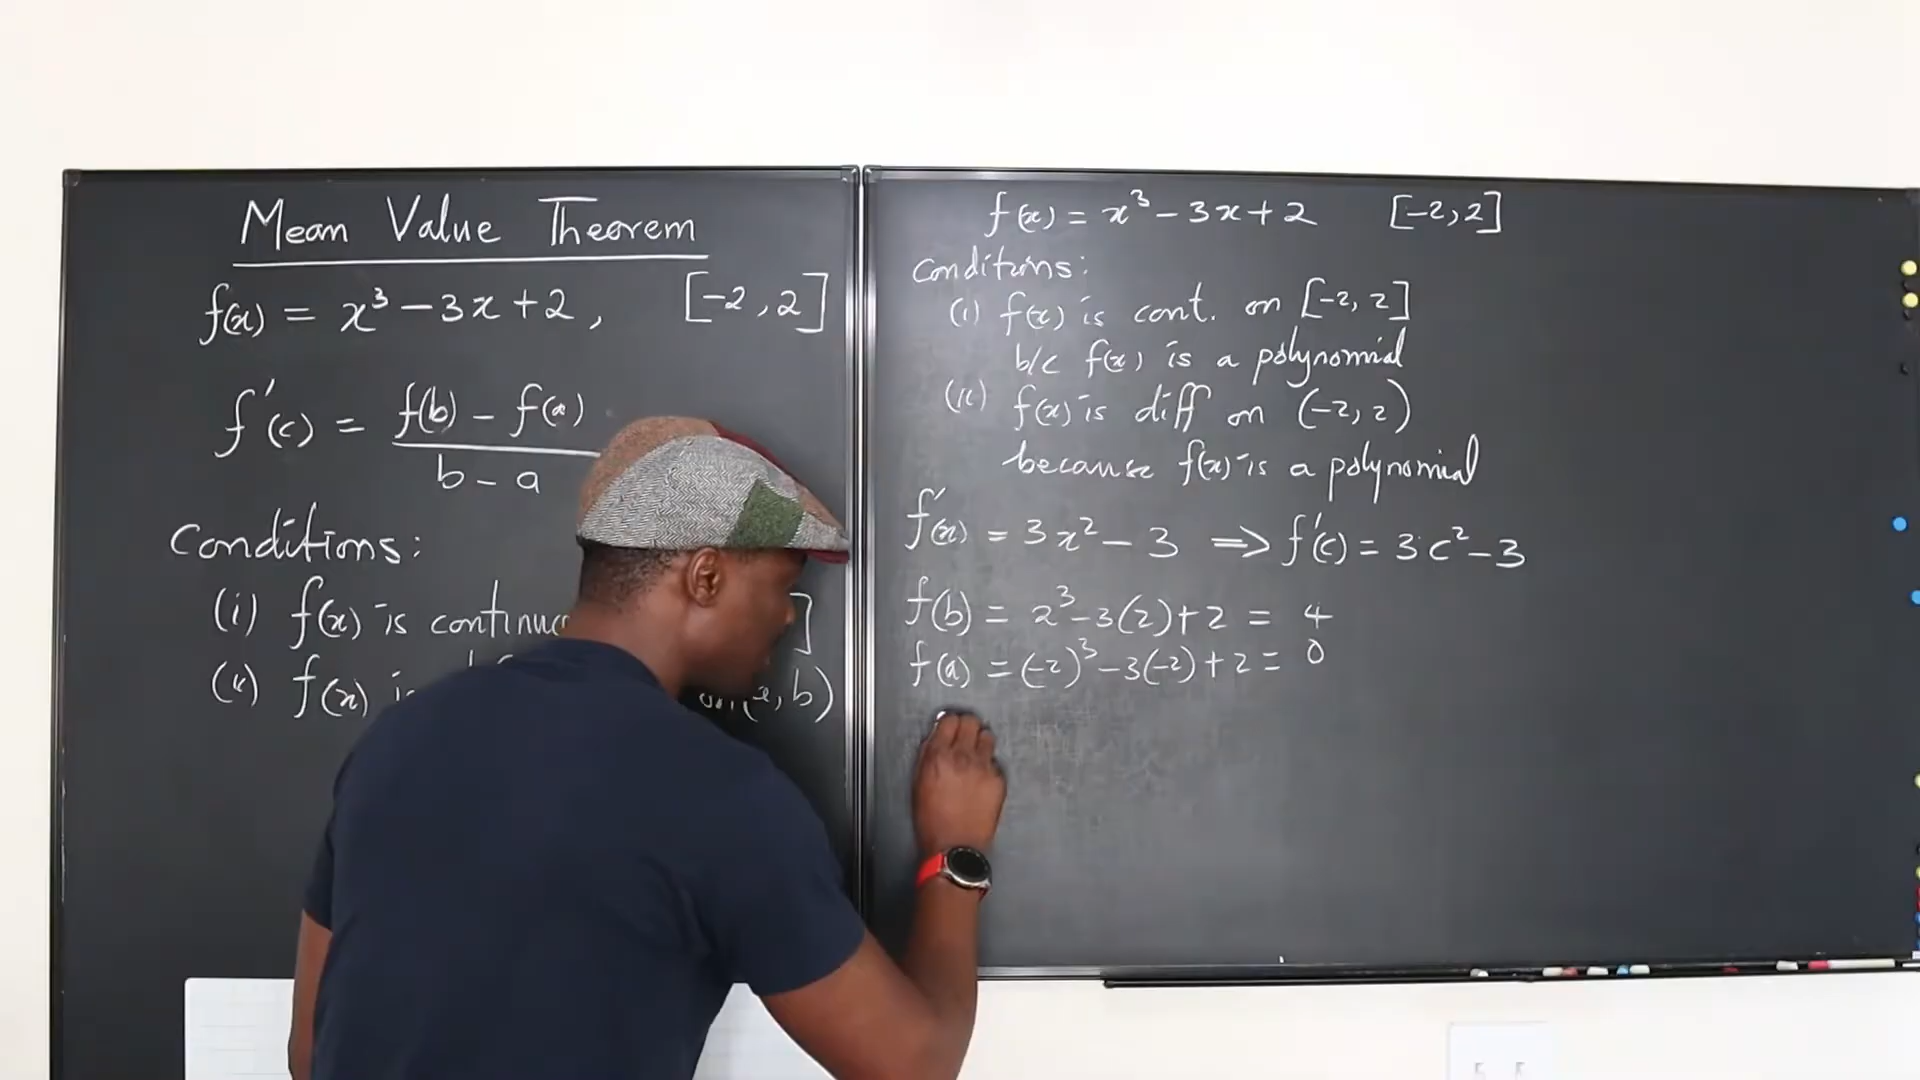 Mean Value Theorem
f(x) = x³ − 3x + 2, [−2, 2]
f'(c) = f(b) − f(a) / b − a
Conditions:
(i) f(x) is ]
(ii) f(x) , b)
f(x) = x³ − 3x + 2 [−2, 2]
Conditions:
(i) f(x) is cont. on [−2, 2]
b/c f(x) is a polynomial
(ii) f(x) is diff on (−2, 2)
because f(x) is a polynomial
f'(x) = 3x² − 3 ⇒ f'(c) = 3c² − 3
f(b) = 2³ − 3(2) + 2 = 4
f(a) = (−2)³ − 3(−2) + 2 = 0